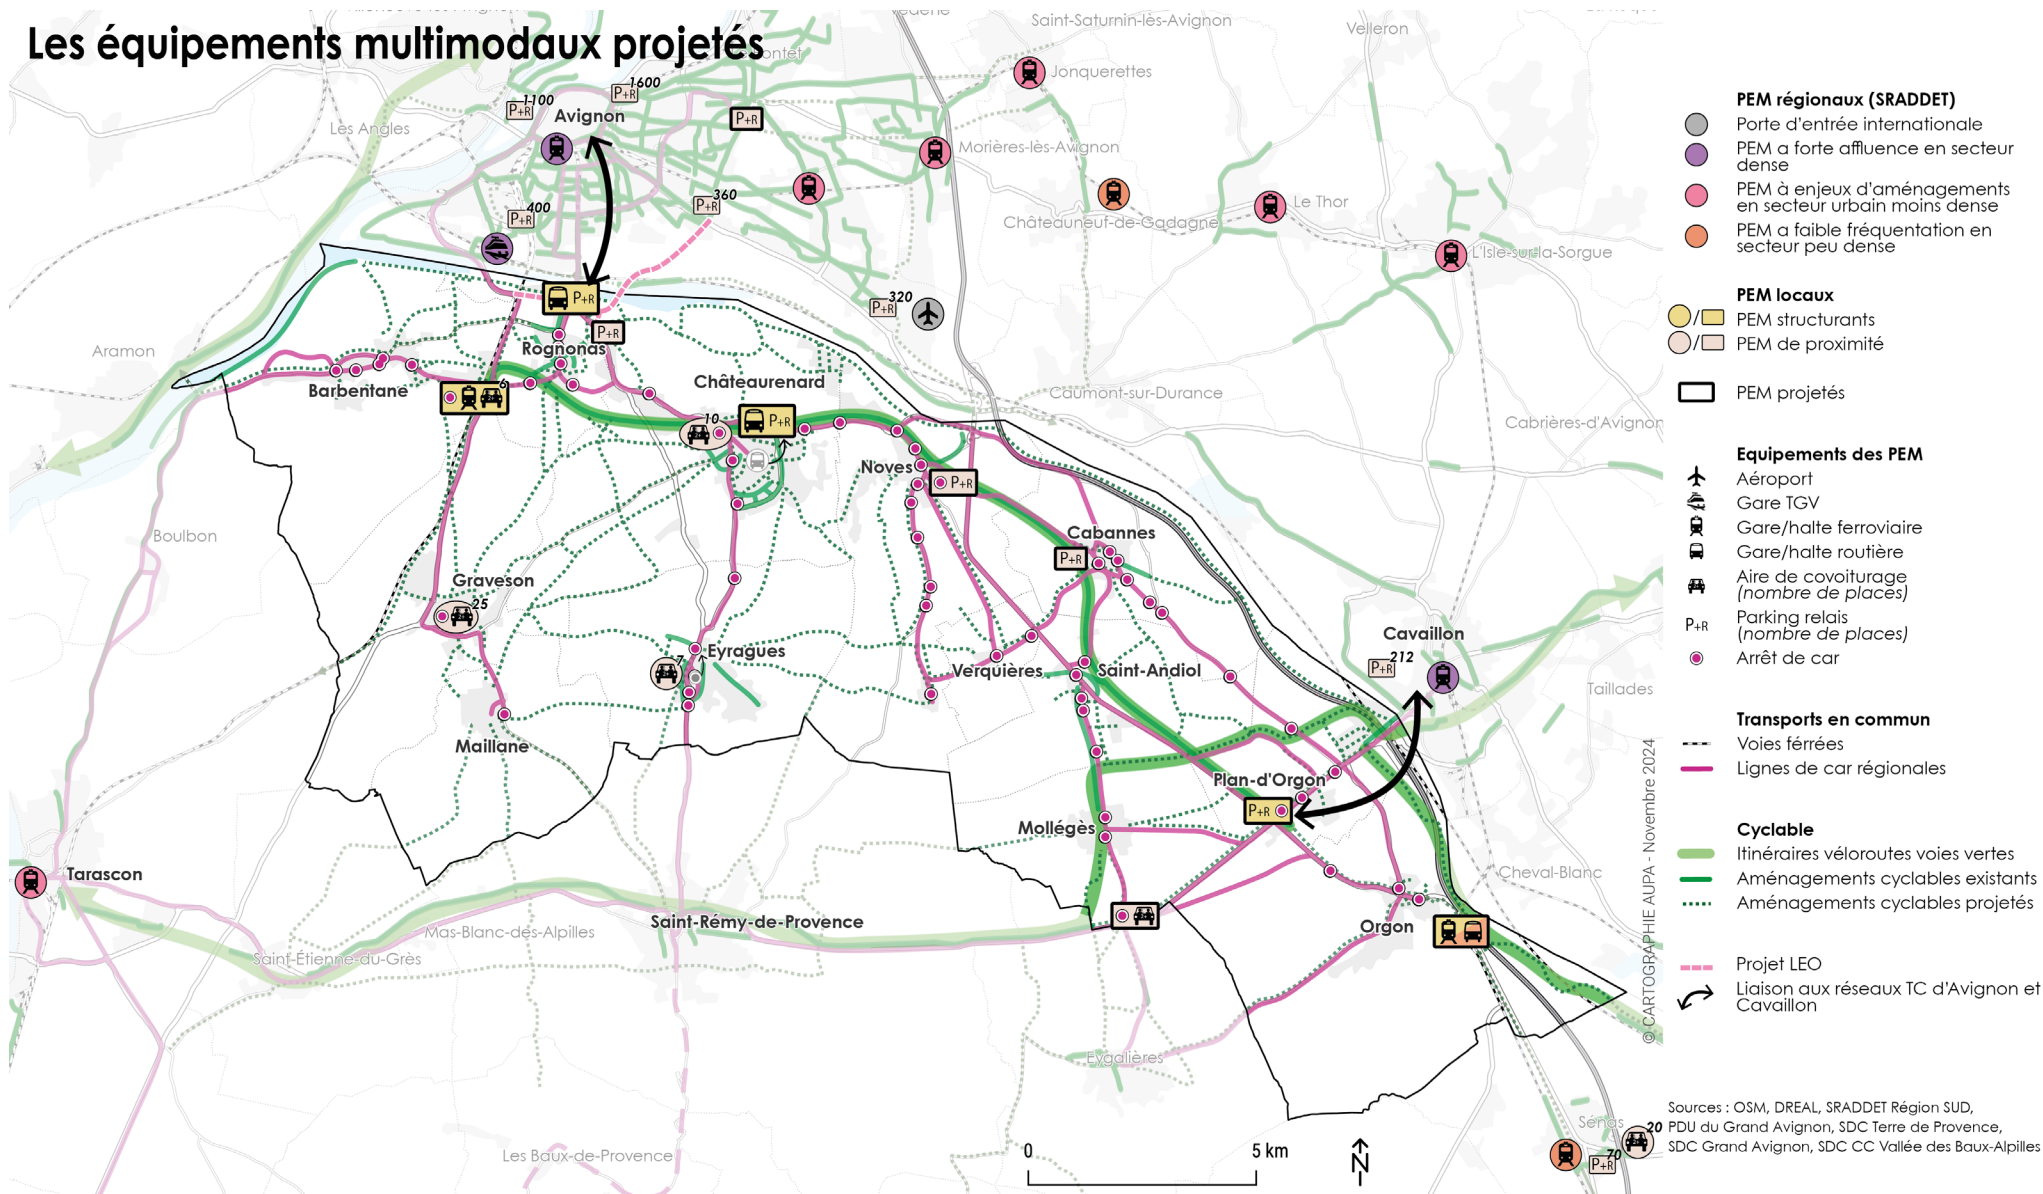 Les équipements multimodaux projetés
Saint-Saturnin-lès-Avignon
Velleron
Jonquerettes
P+R 1600
P+R 1100
Avignon
P+R
Les Angles
Morières-lès-Avignon
P+R 400
P+R 360
Châteauneuf-de-Gadagne
Le Thor
L'Isle-sur-la-Sorgue
P+R
P+R 320
P+R
Aramon
Rognonas
Barbentane
6
Châteaurenard
Caumont-sur-Durance
Cabrières-d'Avignon
10
P+R
Noves
P+R
Boulbon
Cabannes
P+R
Graveson
25
Eyragues
7
Verquières
Saint-Andiol
Cavaillon
P+R 212
Taillades
Maillane
Plan-d'Orgon
P+R
Mollégès
Cheval-Blanc
Tarascon
Saint-Rémy-de-Provence
Mas-Blanc-des-Alpilles
Saint-Étienne-du-Grès
Orgon
Eygalières
Les Baux-de-Provence
Sénas
20
P+R 70
0
5 km
N
© CARTOGRAPHIE AUPA - Novembre 2024
PEM régionaux (SRADDET)
Porte d'entrée internationale
PEM a forte affluence en secteur
dense
PEM à enjeux d'aménagements
en secteur urbain moins dense
PEM a faible fréquentation en
secteur peu dense
PEM locaux
/ PEM structurants
/ PEM de proximité
PEM projetés
Equipements des PEM
Aéroport
Gare TGV
Gare/halte ferroviaire
Gare/halte routière
Aire de covoiturage
(nombre de places)
P+R Parking relais
(nombre de places)
Arrêt de car
Transports en commun
Voies férrées
Lignes de car régionales
Cyclable
Itinéraires véloroutes voies vertes
Aménagements cyclables existants
Aménagements cyclables projetés
Projet LEO
Liaison aux réseaux TC d'Avignon et
Cavaillon
Sources : OSM, DREAL, SRADDET Région SUD,
PDU du Grand Avignon, SDC Terre de Provence,
SDC Grand Avignon, SDC CC Vallée des Baux-Alpilles